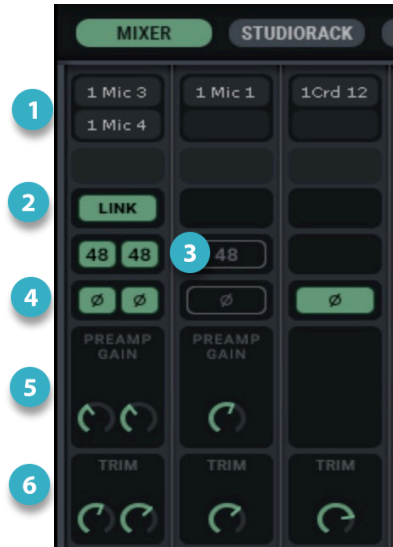 MIXER STUDIORACK
1 1 Mic 3 1 Mic 1 1Crd 12
1 Mic 4
2 LINK
48 48 3 48
4 Ø Ø Ø Ø
PREAMP GAIN PREAMP GAIN
5
TRIM TRIM TRIM
6